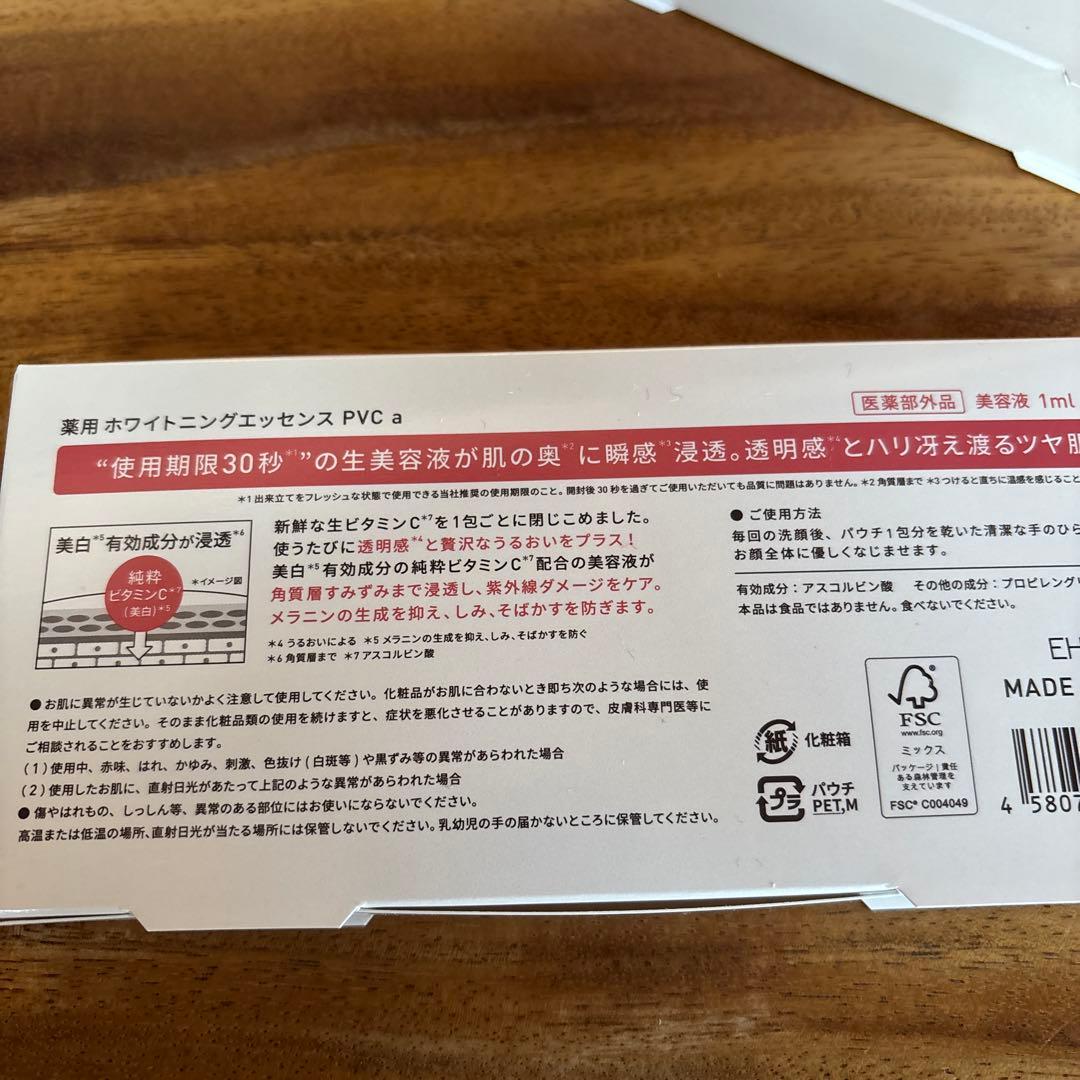 薬用 ホワイトニングエッセンス PVC a
医薬部外品 美容液 1ml
“使用期限30秒*1”の生美容液が肌の奥*2に瞬感*3浸透。透明感*4とハリ冴え渡るツヤ肌
*1 出来立てをフレッシュな状態で使用できる当社推奨の使用期限のこと。開封後30秒を過ぎてご使用いただいても品質に問題はありません。*2 角質層まで *3 つけると直ちに温感を感じること
美白*5有効成分が浸透*6
*イメージ図
純粋
ビタミンC*7
(美白)*5
新鮮な生ビタミンC*7を1包ごとに閉じこめました。
使うたびに透明感*4と贅沢なうるおいをプラス！
美白*5有効成分の純粋ビタミンC*7配合の美容液が
角質層すみずみまで浸透し、紫外線ダメージをケア。
メラニンの生成を抑え、しみ、そばかすを防ぎます。
*4 うるおいによる *5 メラニンの生成を抑え、しみ、そばかすを防ぐ
*6 角質層まで *7 アスコルビン酸
● ご使用方法
毎回の洗顔後、パウチ1包分を乾いた清潔な手のひら
お顔全体に優しくなじませます。
有効成分：アスコルビン酸 その他の成分：プロピレング
本品は食品ではありません。食べないでください。
● お肌に異常が生じていないかよく注意して使用してください。化粧品がお肌に合わないとき即ち次のような場合には、使
用を中止してください。そのまま化粧品類の使用を続けますと、症状を悪化させることがありますので、皮膚科専門医等に
ご相談されることをおすすめします。
(1) 使用中、赤味、はれ、かゆみ、刺激、色抜け(白斑等)や黒ずみ等の異常があらわれた場合
(2) 使用したお肌に、直射日光があたって上記のような異常があらわれた場合
● 傷やはれもの、しっしん等、異常のある部位にはお使いにならないでください。
高温または低温の場所、直射日光が当たる場所には保管しないでください。乳幼児の手の届かないところに保管してください。
紙 化粧箱
プラ パウチ
PET,M
FSC
www.fsc.org
ミックス
パッケージ｜責任
ある森林管理を
支えています
FSC® C004049
EH
MADE
4 5807